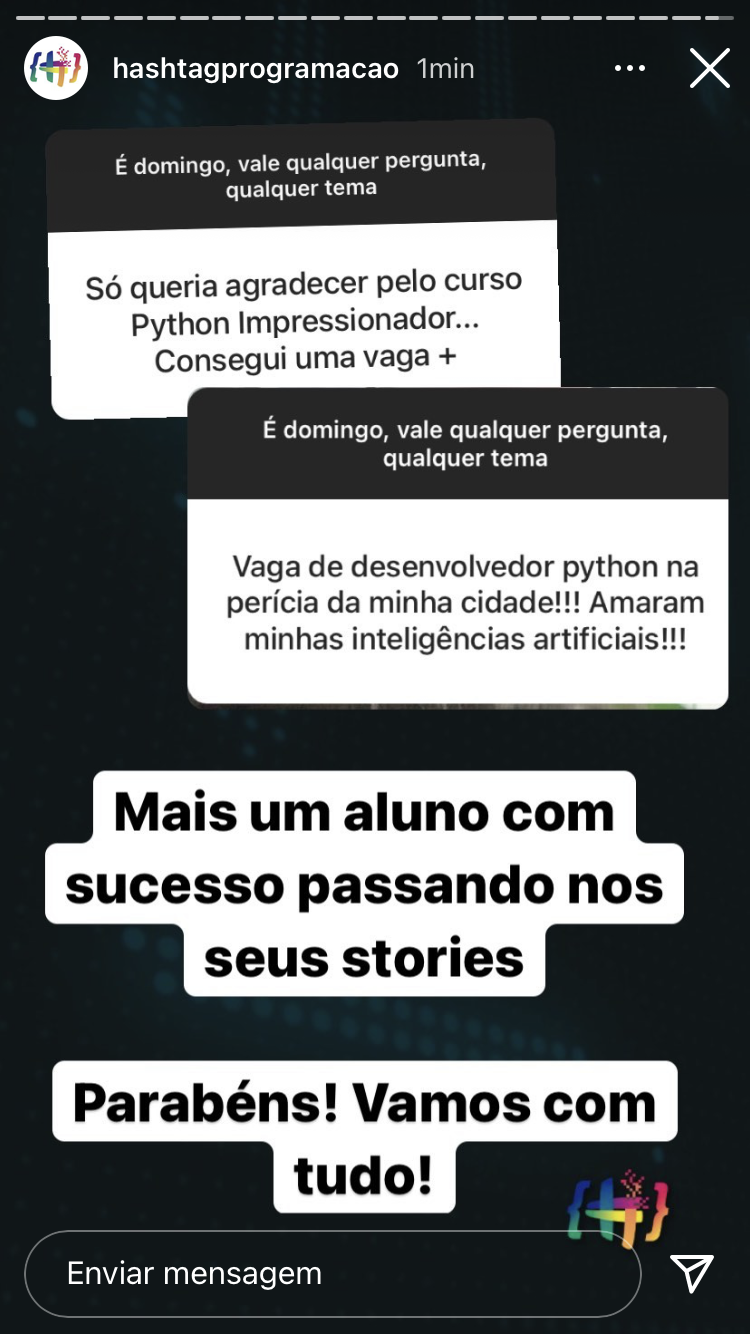 hashtagprogramacao 1min
É domingo, vale qualquer pergunta,
qualquer tema
Só queria agradecer pelo curso
Python Impressionador...
Consegui uma vaga +
É domingo, vale qualquer pergunta,
qualquer tema
Vaga de desenvolvedor python na
perícia da minha cidade!!! Amaram
minhas inteligências artificiais!!!
Mais um aluno com
sucesso passando nos
seus stories
Parabéns! Vamos com
tudo!
Enviar mensagem